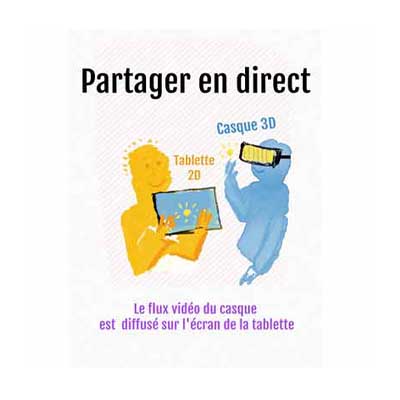 Partager en direct
Casque 3D
Tablette
2D
Le flux vidéo du casque
est diffusé sur l'écran de la tablette